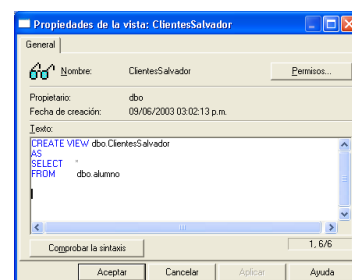 Propiedades de la vista: ClientesSalvador
General
Nombre: ClientesSalvador Permisos...
Propietario: dbo
Fecha de creación: 09/06/2003 03:02:13 p.m.
Texto:
CREATE VIEW dbo.ClientesSalvador
AS
SELECT *
FROM dbo.alumno
Comprobar la sintaxis 1, 6/6
Aceptar Cancelar Aplicar Ayuda